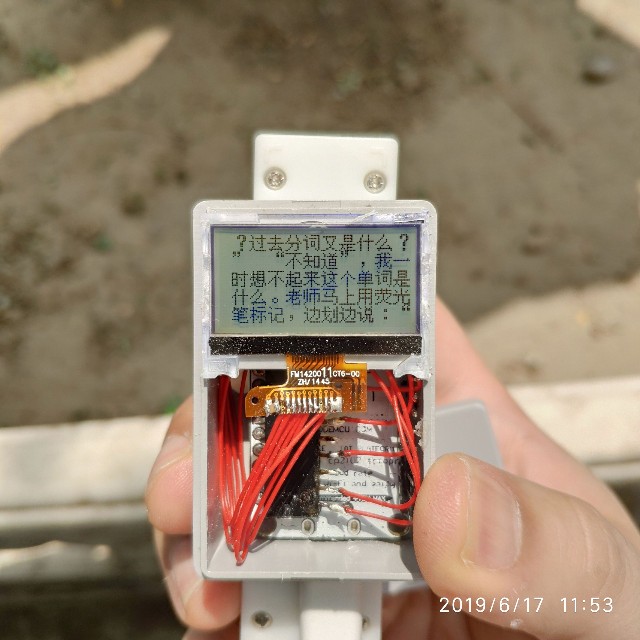 ?过去分词又是什么?
” “不知道”,我一
时想不起来这个单词是
什么。老师马上用荧光
笔标记,边划边说:“
FM1420011CT6-00
ZH/1445
2019/6/17 11:53